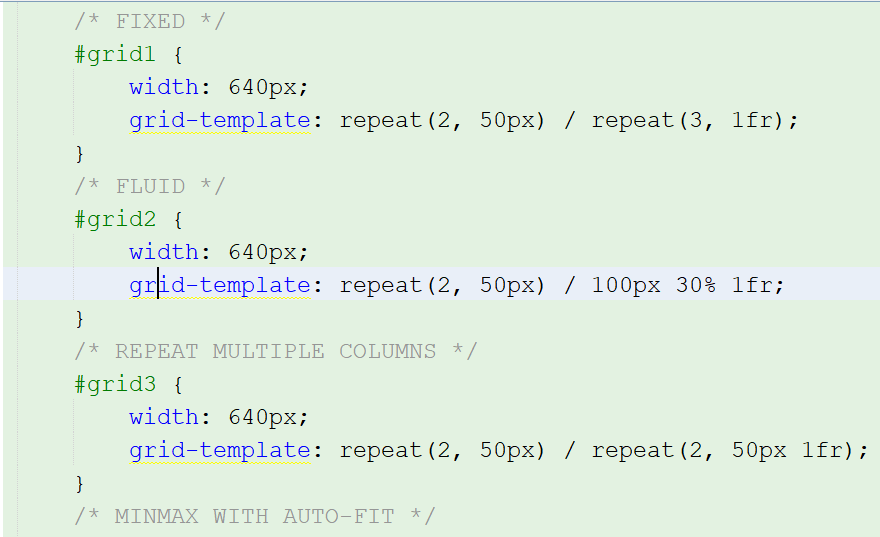 /* FIXED */
#grid1 {
width: 640px;
grid-template: repeat(2, 50px) / repeat(3, 1fr);
}
/* FLUID */
#grid2 {
width: 640px;
grid-template: repeat(2, 50px) / 100px 30% 1fr;
}
/* REPEAT MULTIPLE COLUMNS */
#grid3 {
width: 640px;
grid-template: repeat(2, 50px) / repeat(2, 50px 1fr);
}
/* MINMAX WITH AUTO-FIT */